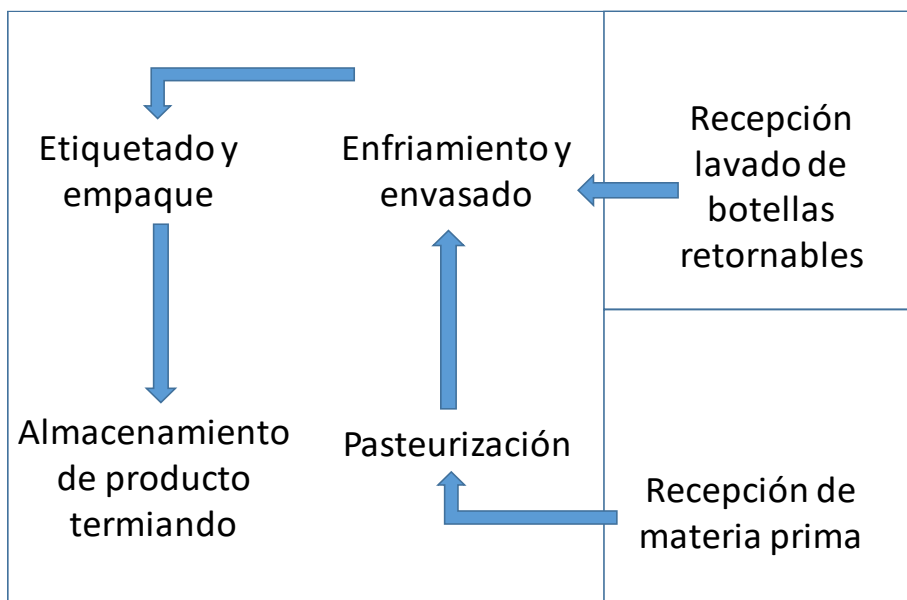 Etiquetado y
empaque
Enfriamiento y
envasado
Recepción
lavado de
botellas
retornables
Almacenamiento
de producto
termiando
Pasteurización
Recepción de
materia prima